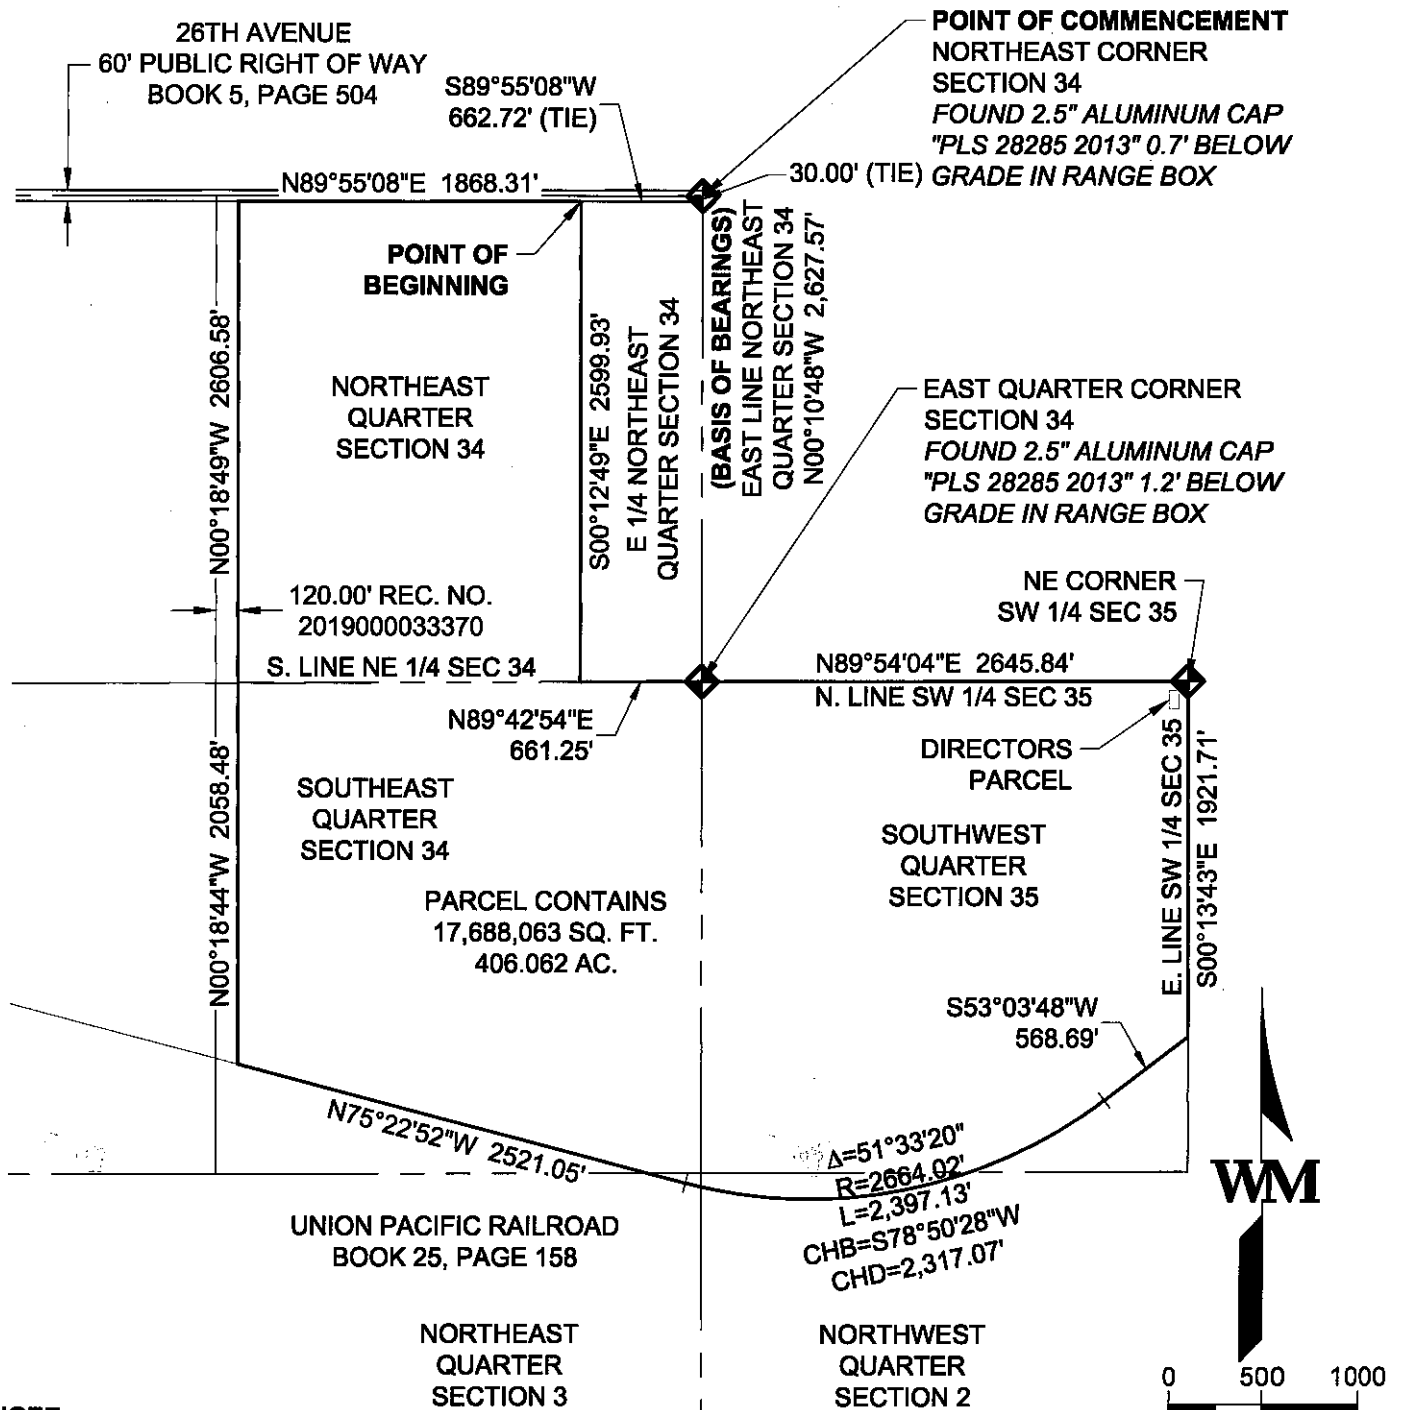 26TH AVENUE
60' PUBLIC RIGHT OF WAY
BOOK 5, PAGE 504
S89°55'08"W
662.72' (TIE)
POINT OF COMMENCEMENT
NORTHEAST CORNER
SECTION 34
FOUND 2.5" ALUMINUM CAP
"PLS 28285 2013" 0.7' BELOW
GRADE IN RANGE BOX
30.00' (TIE)
N89°55'08"E 1868.31'
POINT OF
BEGINNING
(BASIS OF BEARINGS)
EAST LINE NORTHEAST
QUARTER SECTION 34
N00°10'48"W 2,627.57'
N00°18'49"W 2606.58'
NORTHEAST
QUARTER
SECTION 34
S00°12'49"E 2599.93'
E 1/4 NORTHEAST
QUARTER SECTION 34
EAST QUARTER CORNER
SECTION 34
FOUND 2.5" ALUMINUM CAP
"PLS 28285 2013" 1.2' BELOW
GRADE IN RANGE BOX
120.00' REC. NO.
2019000033370
NE CORNER
SW 1/4 SEC 35
S. LINE NE 1/4 SEC 34
N89°54'04"E 2645.84'
N. LINE SW 1/4 SEC 35
N89°42'54"E
661.25'
DIRECTORS
PARCEL
N00°18'44"W 2058.48'
SOUTHEAST
QUARTER
SECTION 34
SOUTHWEST
QUARTER
SECTION 35
E. LINE SW 1/4 SEC 35
S00°13'43"E 1921.71'
PARCEL CONTAINS
17,688,063 SQ. FT.
406.062 AC.
S53°03'48"W
568.69'
N75°22'52"W 2521.05'
Δ=51°33'20"
R=2664.02'
L=2,397.13'
CHB=S78°50'28"W
CHD=2,317.07'
WM
UNION PACIFIC RAILROAD
BOOK 25, PAGE 158
NORTHEAST
QUARTER
SECTION 3
NORTHWEST
QUARTER
SECTION 2
0 500 1000